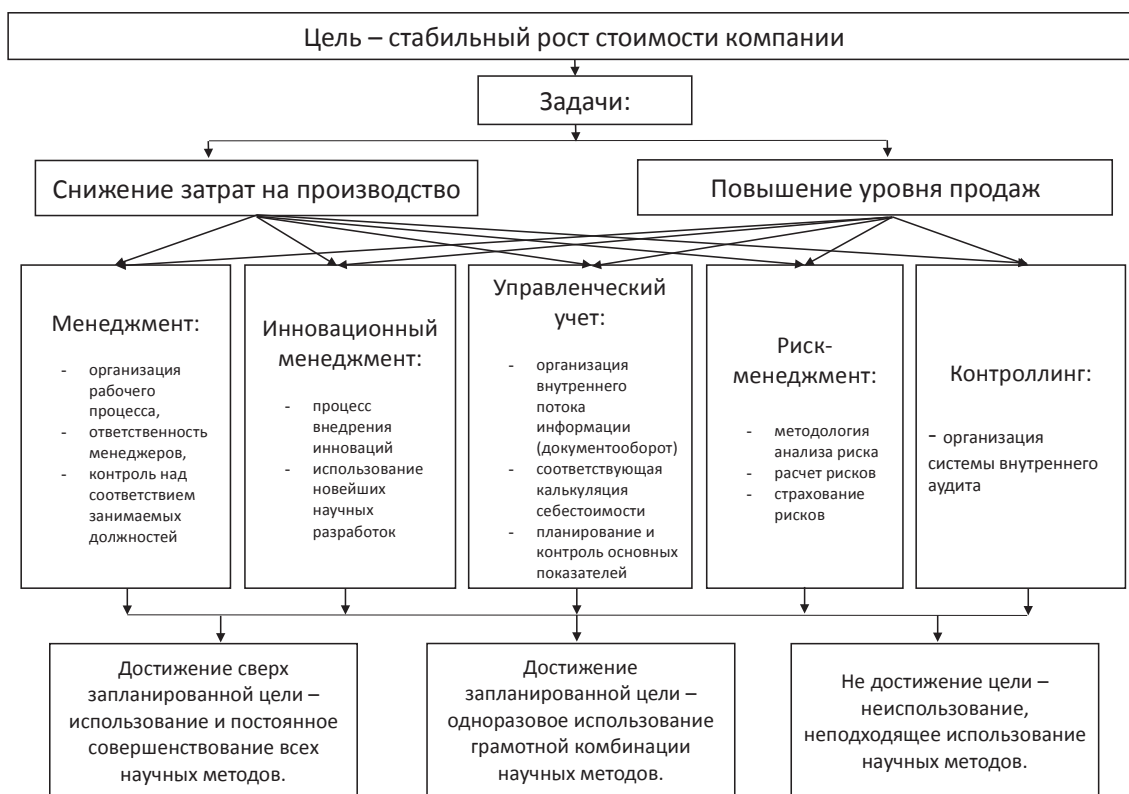 Цель – стабильный рост стоимости компании
Задачи:
Снижение затрат на производство
Повышение уровня продаж
Менеджмент:
- организация
рабочего
процесса,
- ответственность
менеджеров,
- контроль над
соответствием
занимаемых
должностей
Инновационный
менеджмент:
- процесс
внедрения
инноваций
- использование
новейших
научных
разработок
Управленческий
учет:
- организация
внутреннего
потока
информации
(документооборот)
- соответствующая
калькуляция
себестоимости
- планирование и
контроль основных
показателей
Риск-
менеджмент:
- методология
анализа риска
- расчет рисков
- страхование
рисков
Контроллинг:
- организация
системы внутреннего
аудита
Достижение сверх
запланированной цели –
использование и постоянное
совершенствование всех
научных методов.
Достижение
запланированной цели –
одноразовое использование
грамотной комбинации
научных методов.
Не достижение цели –
неиспользование,
неподходящее использование
научных методов.